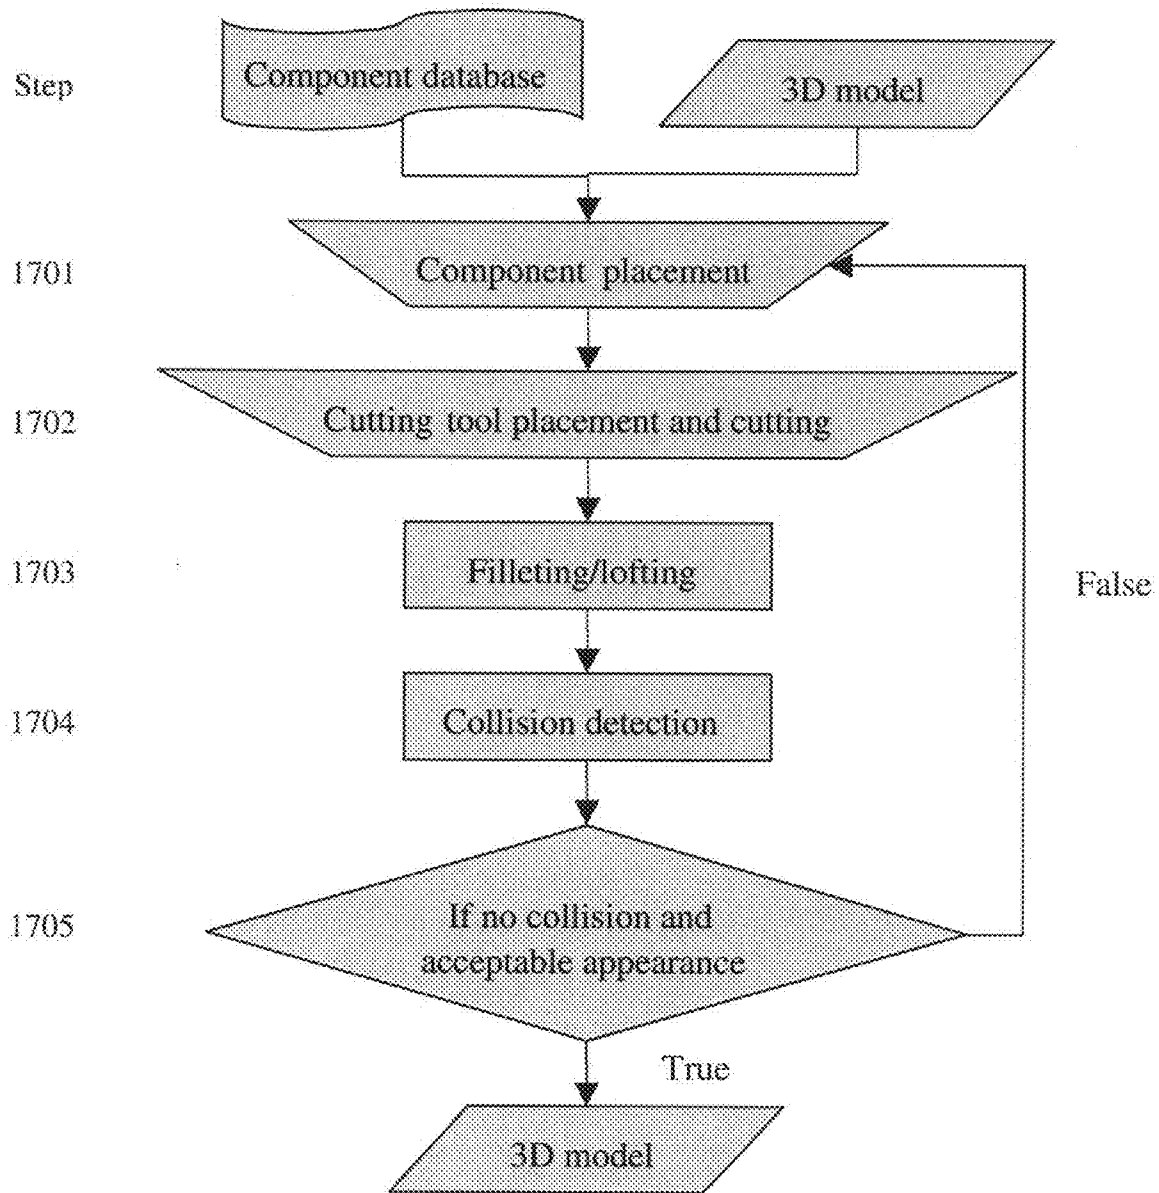 Component database
Step
3D model
1701
Component placement
1702
Cutting tool placement and cutting
1703
Filleting/lofting
False
1704
Collision detection
1705
If no collision and
acceptable appearance
True
3D model